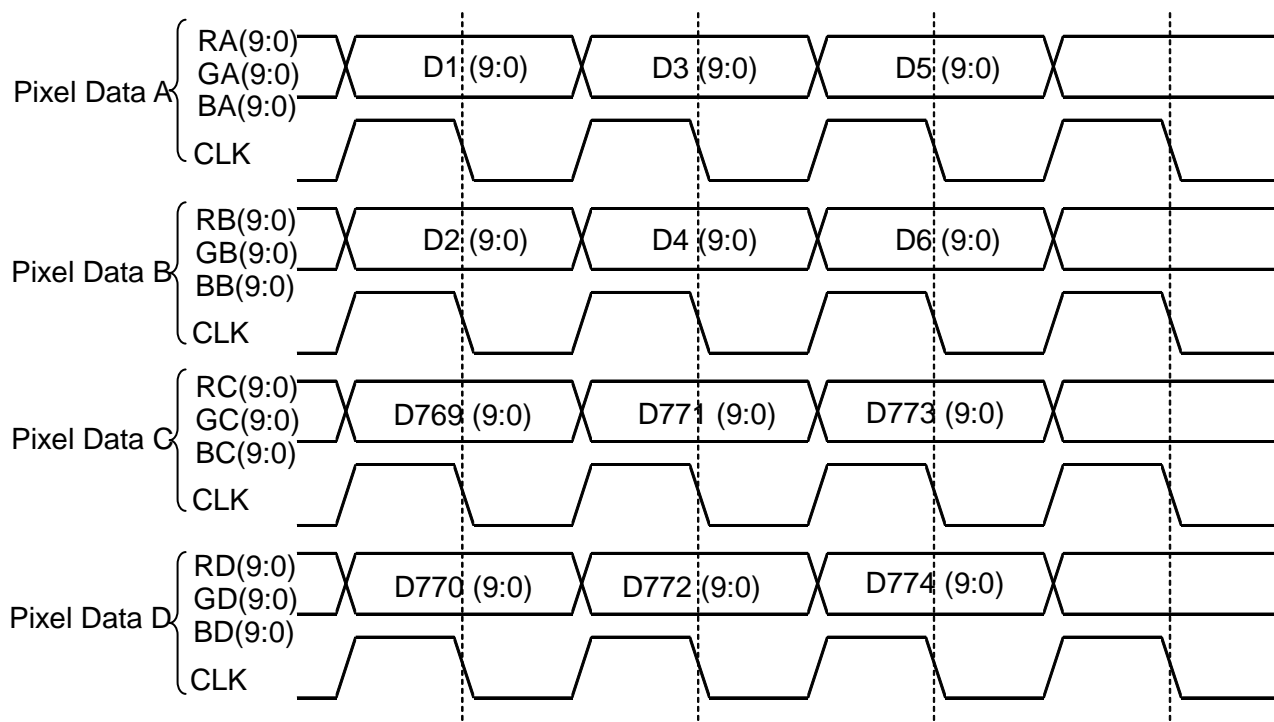 RA(9:0)
GA(9:0)
BA(9:0)
CLK
Pixel Data A
D1 (9:0)
D3 (9:0)
D5 (9:0)
RB(9:0)
GB(9:0)
BB(9:0)
CLK
Pixel Data B
D2 (9:0)
D4 (9:0)
D6 (9:0)
RC(9:0)
GC(9:0)
BC(9:0)
CLK
Pixel Data C
D769 (9:0)
D771 (9:0)
D773 (9:0)
RD(9:0)
GD(9:0)
BD(9:0)
CLK
Pixel Data D
D770 (9:0)
D772 (9:0)
D774 (9:0)